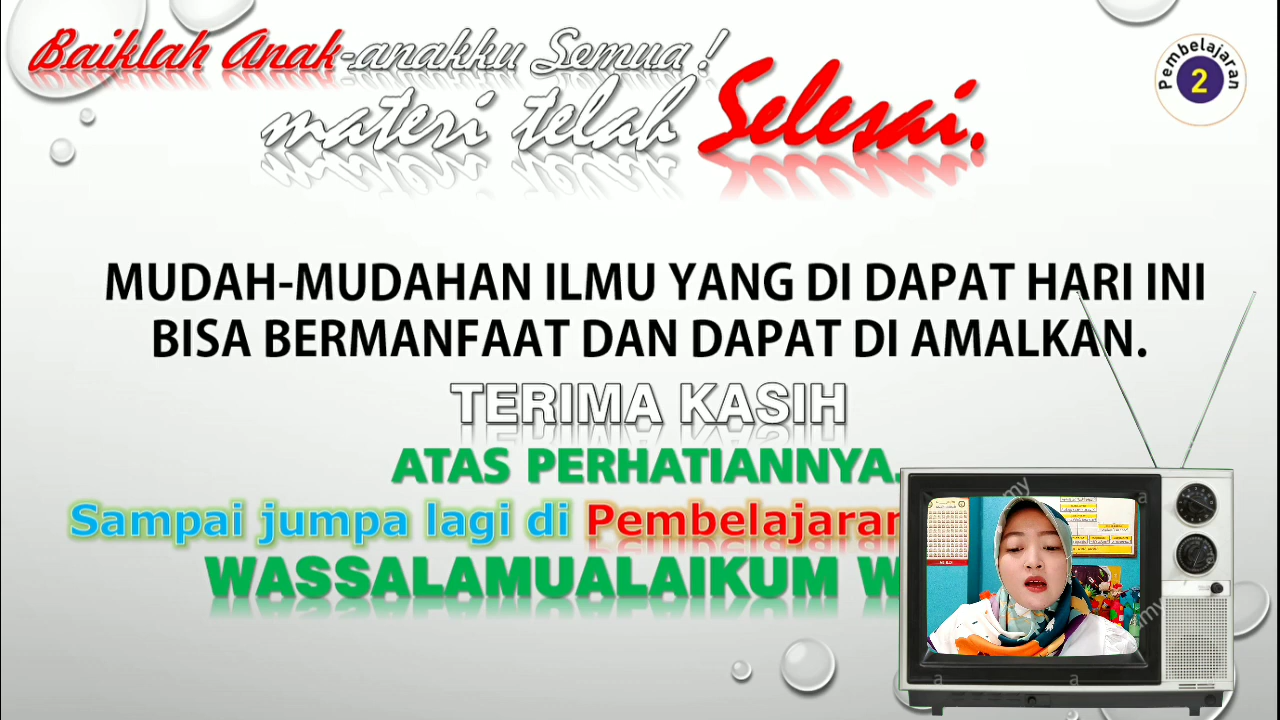 Baiklah Anak-anakku Semua !
materi telah Selesai.
Pembelajaran
2
MUDAH-MUDAHAN ILMU YANG DI DAPAT HARI INI
BISA BERMANFAAT DAN DAPAT DI AMALKAN.
TERIMA KASIH
ATAS PERHATIANNYA.
Sampai jumpa lagi di Pembelajaran
WASSALAMUALAIKUM W